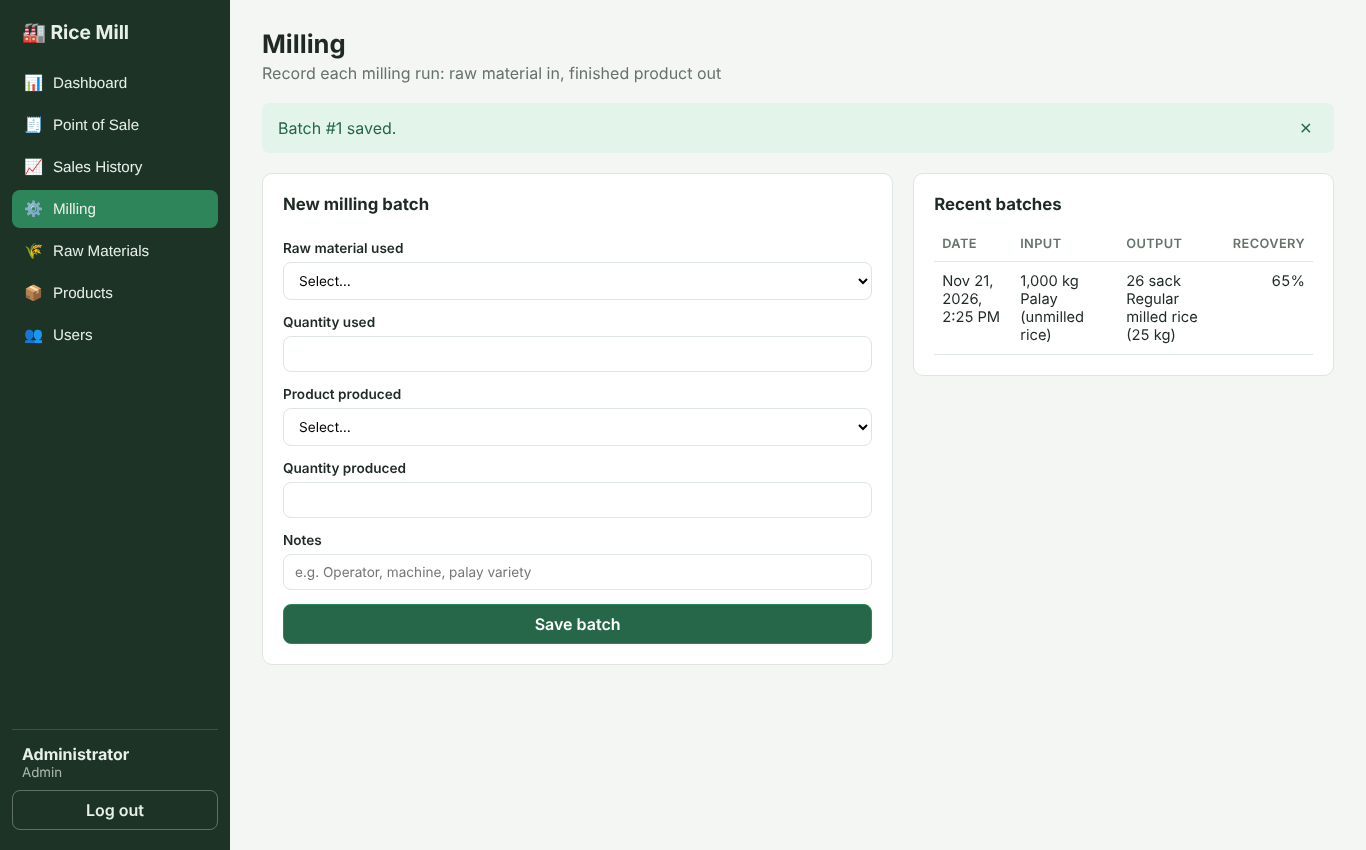 Rice Mill
Dashboard
Point of Sale
Sales History
Milling
Raw Materials
Products
Users
Administrator
Admin
Log out
Milling
Record each milling run: raw material in, finished product out
Batch #1 saved.
✕
New milling batch
Raw material used
Select...
Quantity used
Product produced
Select...
Quantity produced
Notes
e.g. Operator, machine, palay variety
Save batch
Recent batches
DATE INPUT OUTPUT RECOVERY
Nov 21, 1,000 kg 26 sack 65%
2026, Palay Regular
2:25 PM (unmilled milled rice
rice) (25 kg)